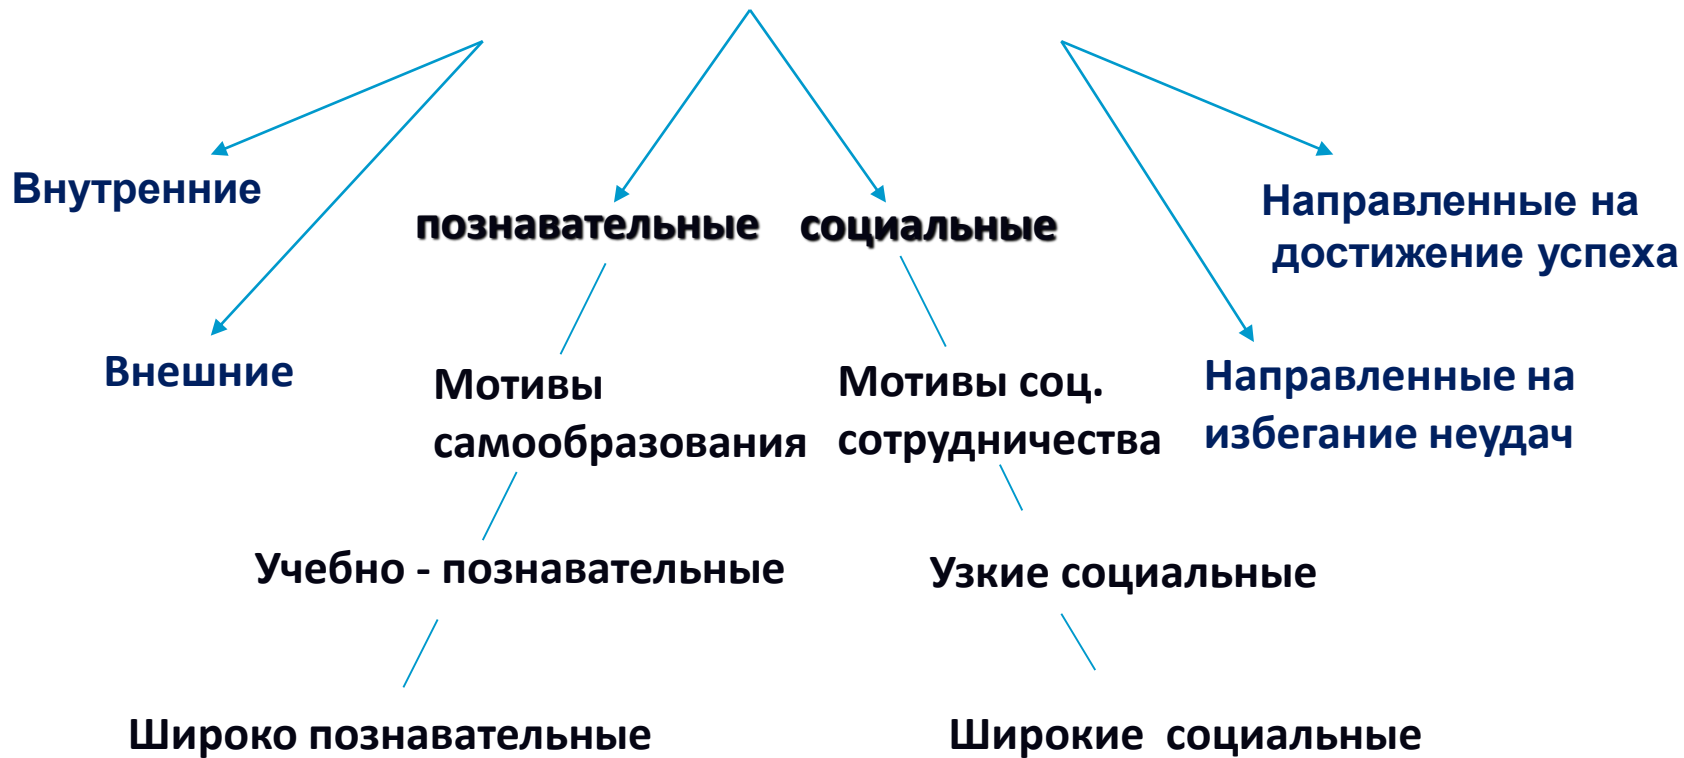 Внутренние
познавательные
социальные
Направленные на
достижение успеха
Внешние
Мотивы
самообразования
Мотивы соц.
сотрудничества
Направленные на
избегание неудач
Учебно - познавательные
Узкие социальные
Широко познавательные
Широкие социальные